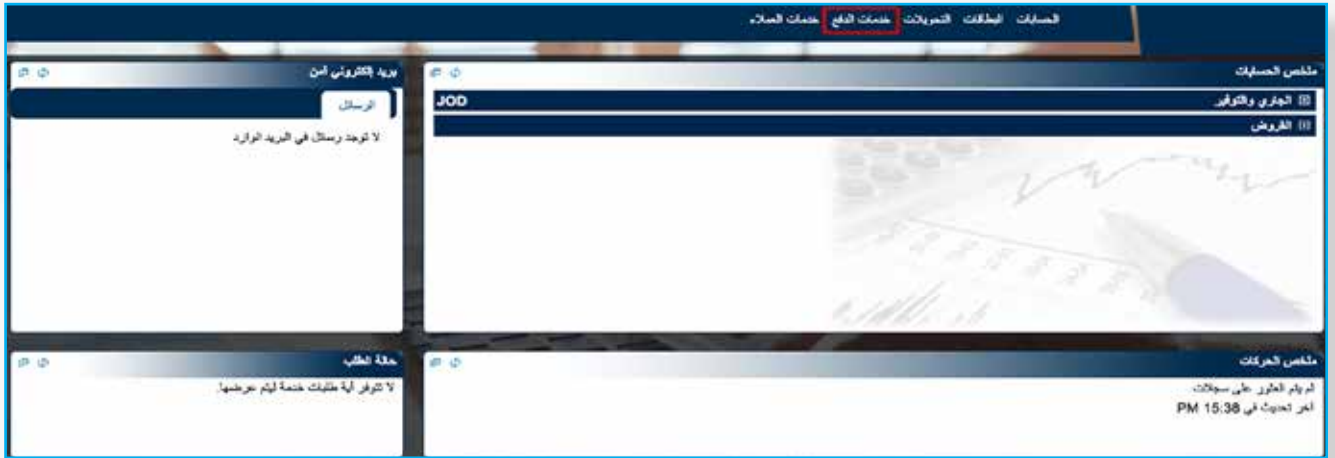 الحسابات البطاقات التحويلات خدمات الدفع خدمات العملاء
ملخص الحسابات
الجاري والتوفير JOD
القروض
بريد إلكتروني آمن
الرسائل
لا توجد رسائل في البريد الوارد
ملخص الحركات
لم يتم العثور على سجلات
آخر تحديث في 15:38 PM
حالة الطلب
لا تتوفر أية طلبات خدمة ليتم عرضها.